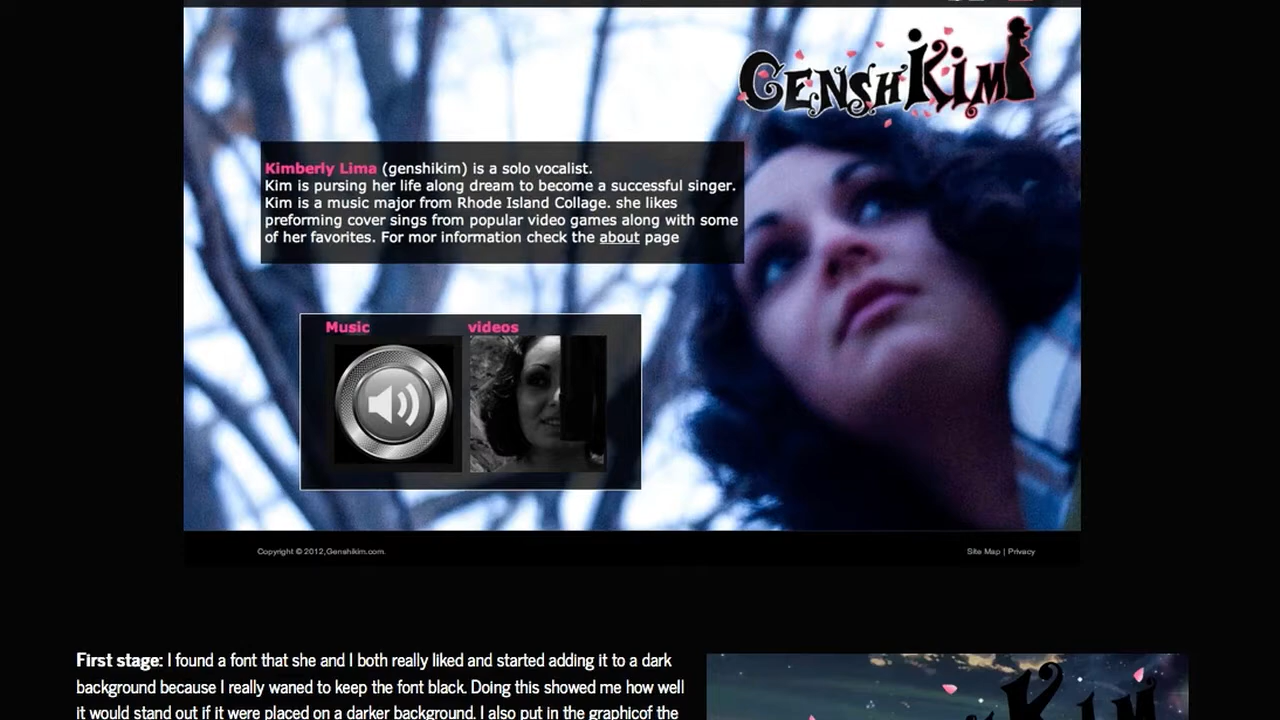 GENSHKIM
Kimberly Lima (genshikim) is a solo vocalist.
Kim is pursing her life along dream to become a successful singer.
Kim is a music major from Rhode Island Collage. she likes
preforming cover sings from popular video games along with some
of her favorites. For mor information check the about page
Music videos
Copyright © 2012,Genshikim.com.
Site Map | Privacy
First stage: I found a font that she and I both really liked and started adding it to a dark
background because I really waned to keep the font black. Doing this showed me how well
it would stand out if it were placed on a darker background. I also put in the graphicof the
KIM